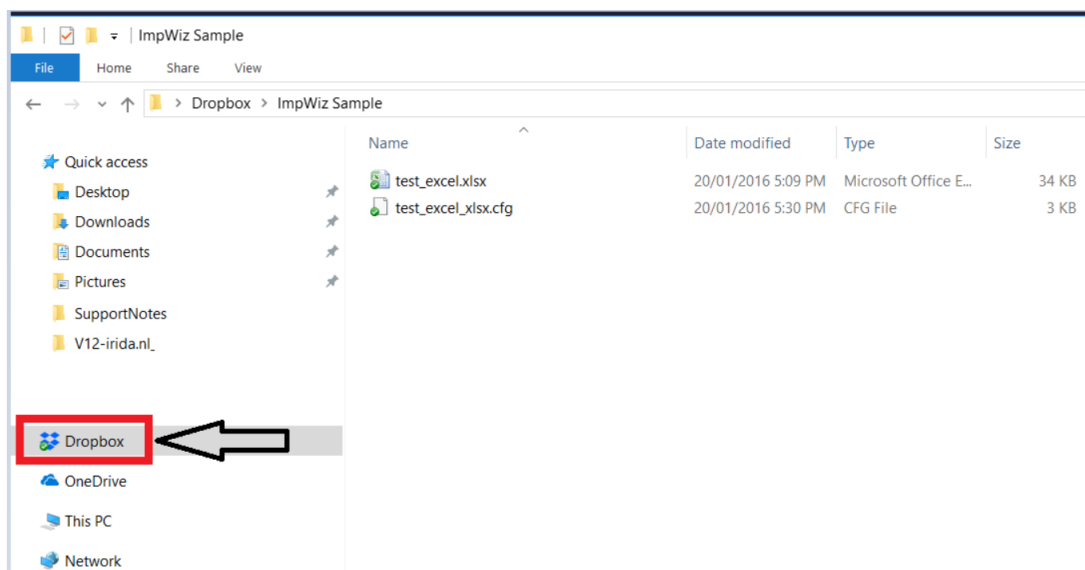 ImpWiz Sample
File Home Share View
Dropbox > ImpWiz Sample
Name Date modified Type Size
Quick access
Desktop
Downloads
Documents
Pictures
SupportNotes
V12-irida.nl_
Dropbox
OneDrive
This PC
Network
test_excel.xlsx 20/01/2016 5:09 PM Microsoft Office E... 34 KB
test_excel_xlsx.cfg 20/01/2016 5:30 PM CFG File 3 KB